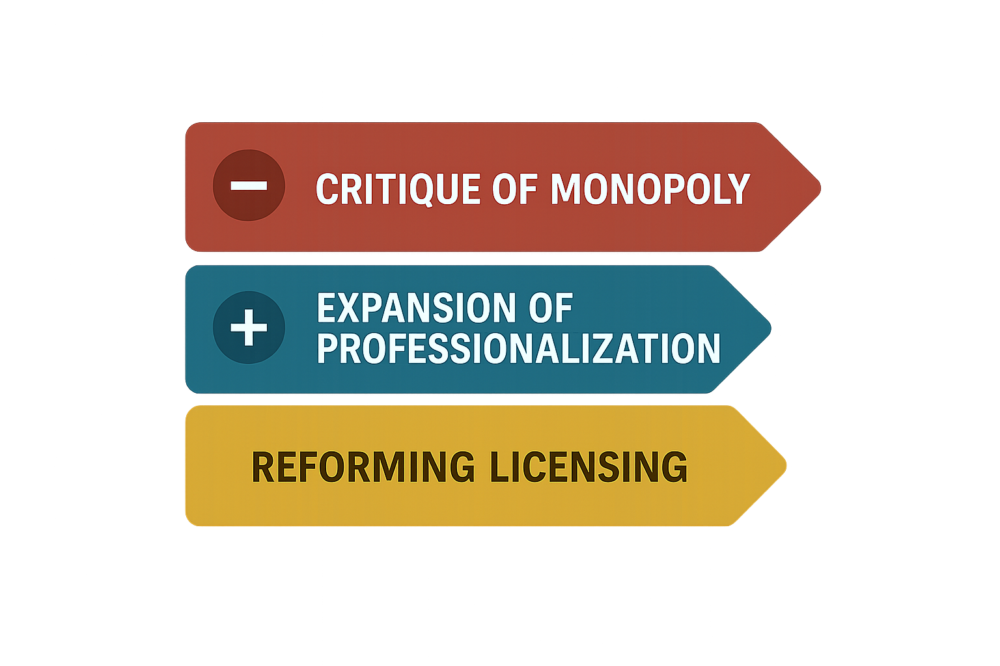 CRITIQUE OF MONOPOLY
EXPANSION OF
PROFESSIONALIZATION
REFORMING LICENSING